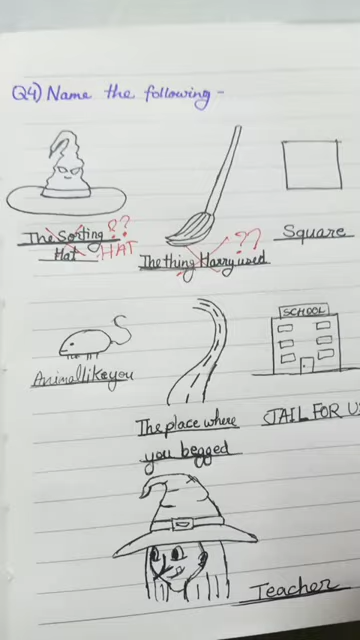 Q4) Name the following -
The Sorting ??
Hat HAT
The thing Harry used ??
Square
SCHOOL
Animal like you
The place where
you begged
JAIL FOR US
Teacher